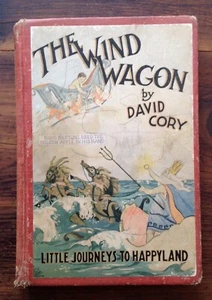 THE WIND
WAGON
by
DAVID
CORY
LITTLE JOURNEYS TO HAPPYLAND